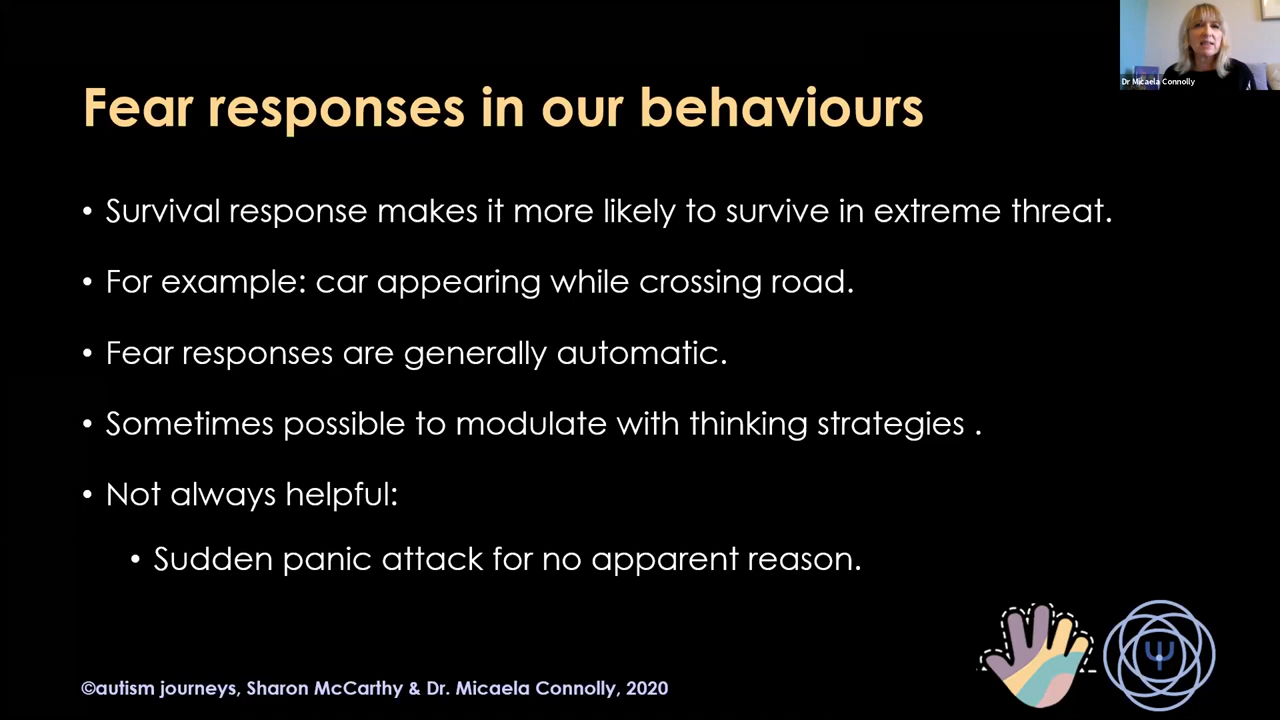 Dr Micaela Connolly
Fear responses in our behaviours
• Survival response makes it more likely to survive in extreme threat.
• For example: car appearing while crossing road.
• Fear responses are generally automatic.
• Sometimes possible to modulate with thinking strategies .
• Not always helpful:
• Sudden panic attack for no apparent reason.
Ψ
©autism journeys, Sharon McCarthy & Dr. Micaela Connolly, 2020